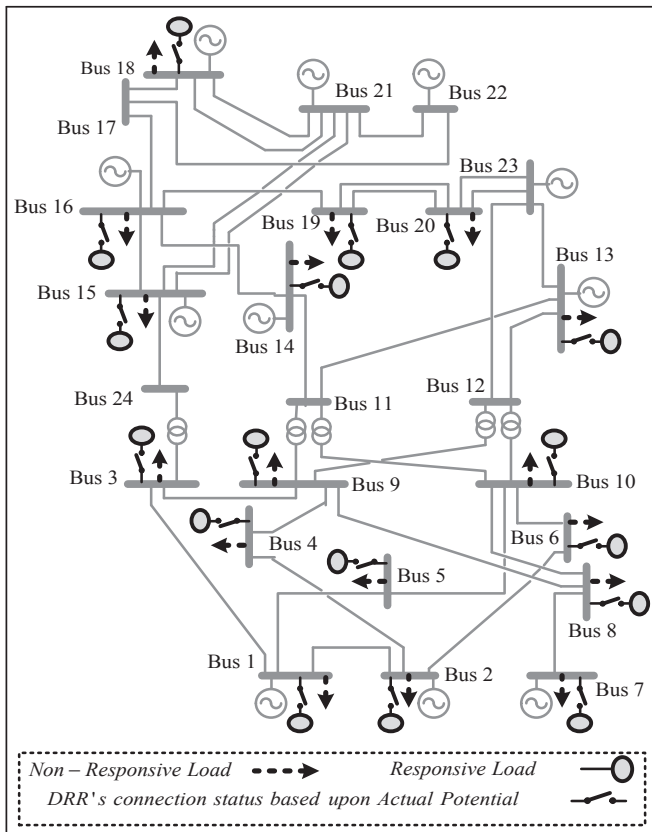 Bus 18
Bus 21
Bus 22
Bus 17
Bus 23
Bus 16
Bus 19
Bus 20
Bus 13
Bus 15
Bus 14
Bus 24
Bus 11
Bus 12
Bus 3
Bus 9
Bus 10
Bus 4
Bus 6
Bus 5
Bus 8
Bus 1
Bus 2
Bus 7
Non – Responsive Load
Responsive Load
DRR's connection status based upon Actual Potential